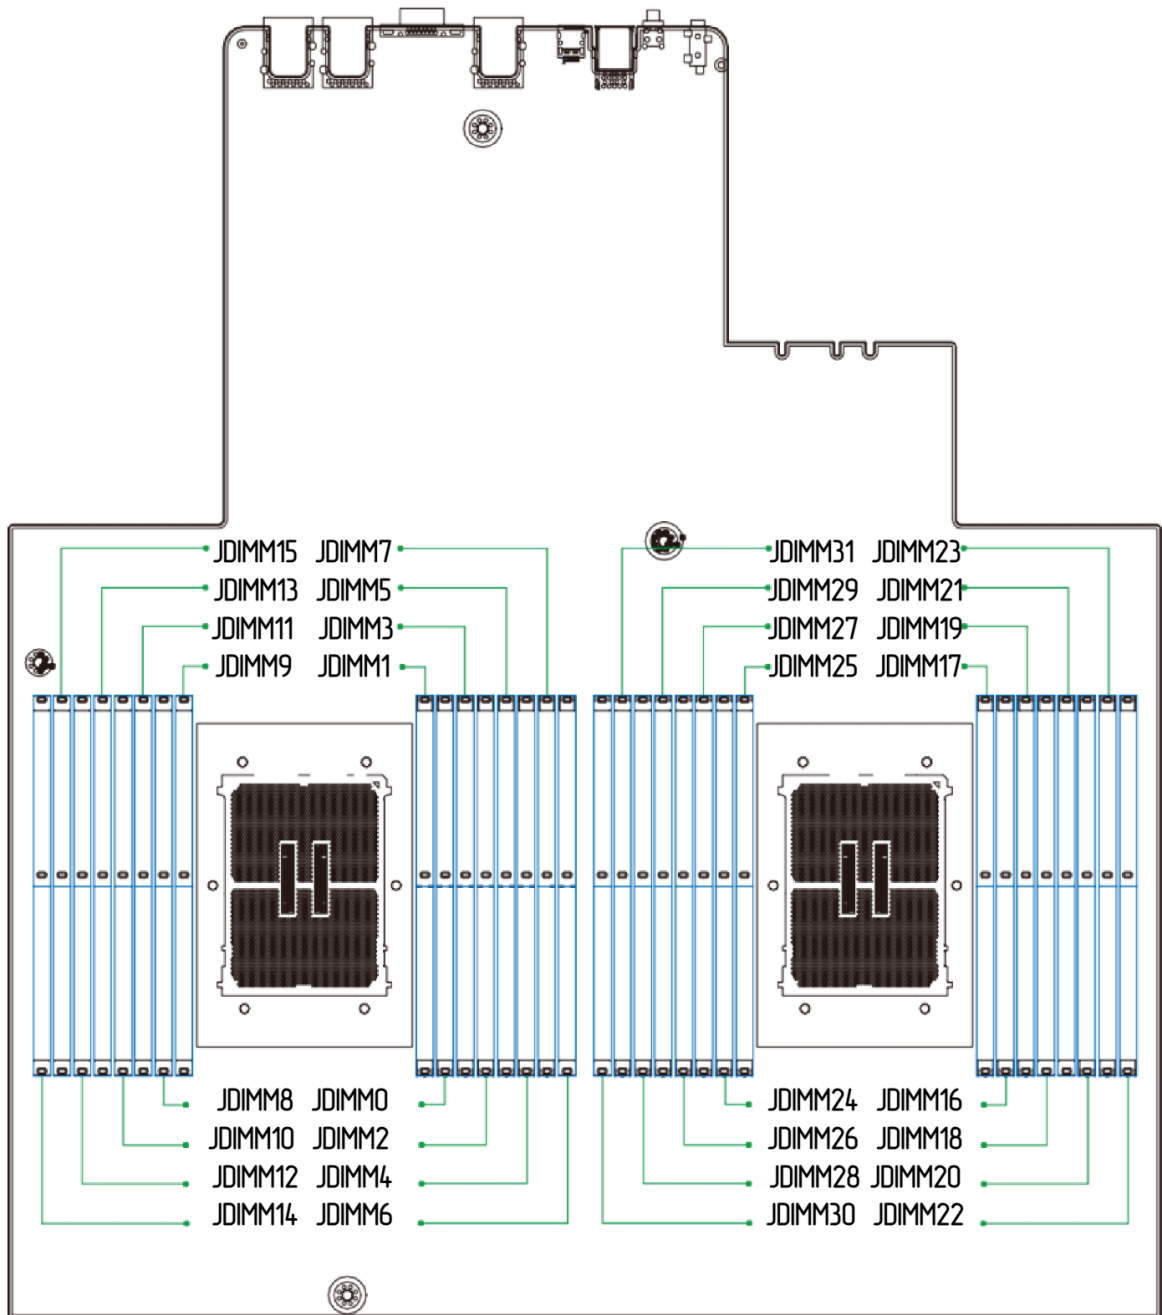 JDIMM15 JDIMM7 JDIMM31 JDIMM23
JDIMM13 JDIMM5 JDIMM29 JDIMM21
JDIMM11 JDIMM3 JDIMM27 JDIMM19
JDIMM9 JDIMM1 JDIMM25 JDIMM17
JDIMM8 JDIMM0 JDIMM24 JDIMM16
JDIMM10 JDIMM2 JDIMM26 JDIMM18
JDIMM12 JDIMM4 JDIMM28 JDIMM20
JDIMM14 JDIMM6 JDIMM30 JDIMM22